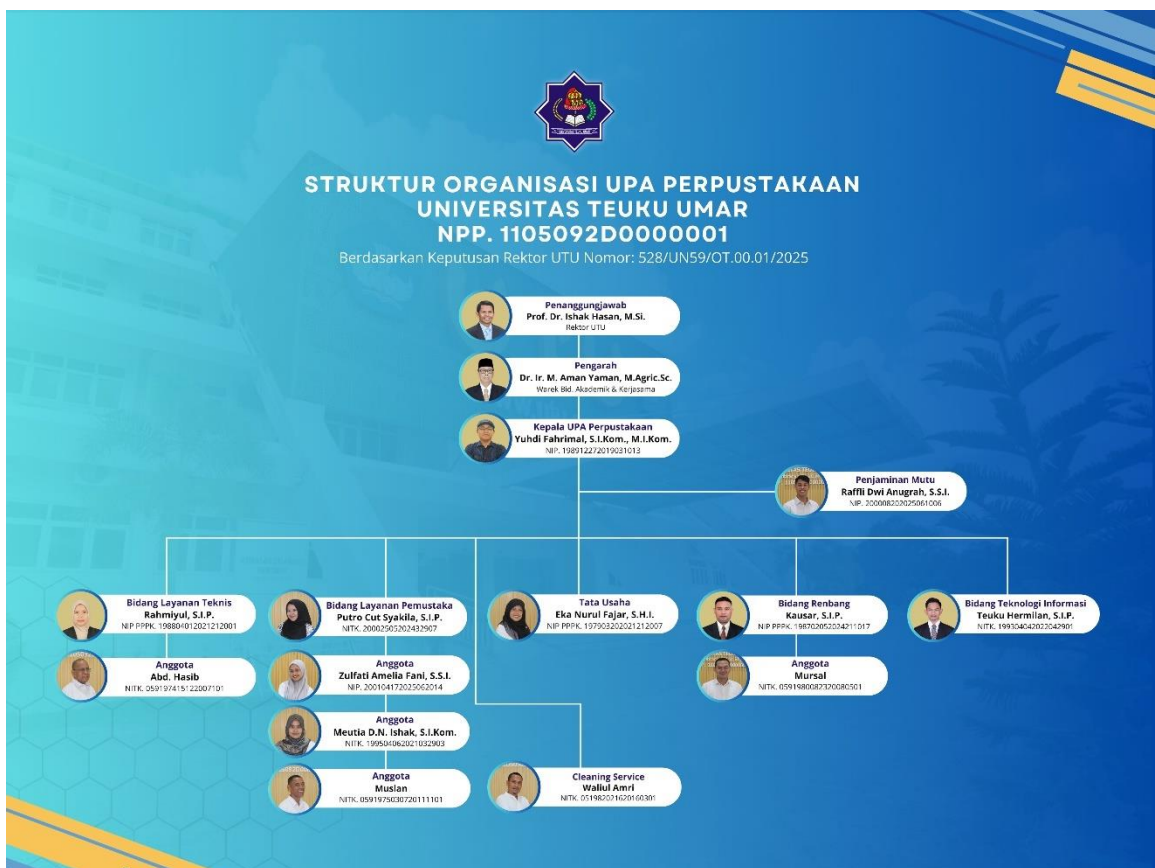 STRUKTUR ORGANISASI UPA PERPUSTAKAAN
UNIVERSITAS TEUKU UMAR
NPP. 1105092D0000001
Berdasarkan Keputusan Rektor UTU Nomor: 528/UN59/OT.00.01/2025
Penanggungjawab
Prof. Dr. Ishak Hasan, M.Si.
Rektor UTU
Pengarah
Dr. Ir. M. Aman Yaman, M.Agric.Sc.
Warek Bid. Akademik & Kerjasama
Kepala UPA Perpustakaan
Yuhdi Fahrimal, S.I.Kom., M.I.Kom.
NIP. 198912272019031013
Penjaminan Mutu
Raffli Dwi Anugrah, S.S.I.
NIP. 200008202025061006
Bidang Layanan Teknis
Rahmiyul, S.I.P.
NIP PPPK. 198804012021212001
Anggota
Abd. Hasib
NITK. 059197415122007101
Bidang Layanan Pemustaka
Putro Cut Syakila, S.I.P.
NITK. 20002505202432907
Anggota
Zulfati Amelia Fani, S.S.I.
NIP. 200104172025062014
Anggota
Meutia D.N. Ishak, S.I.Kom.
NITK. 199504062021032903
Anggota
Muslan
NITK. 0591975030720111101
Tata Usaha
Eka Nurul Fajar, S.H.I.
NIP PPPK. 197903202021212007
Cleaning Service
Waliul Amri
NITK. 051982021620160301
Bidang Renbang
Kausar, S.I.P.
NIP PPPK. 198702052024211017
Anggota
Mursal
NITK. 0591980082320080501
Bidang Teknologi Informasi
Teuku Hermilan, S.I.P.
NITK. 199304042022042901